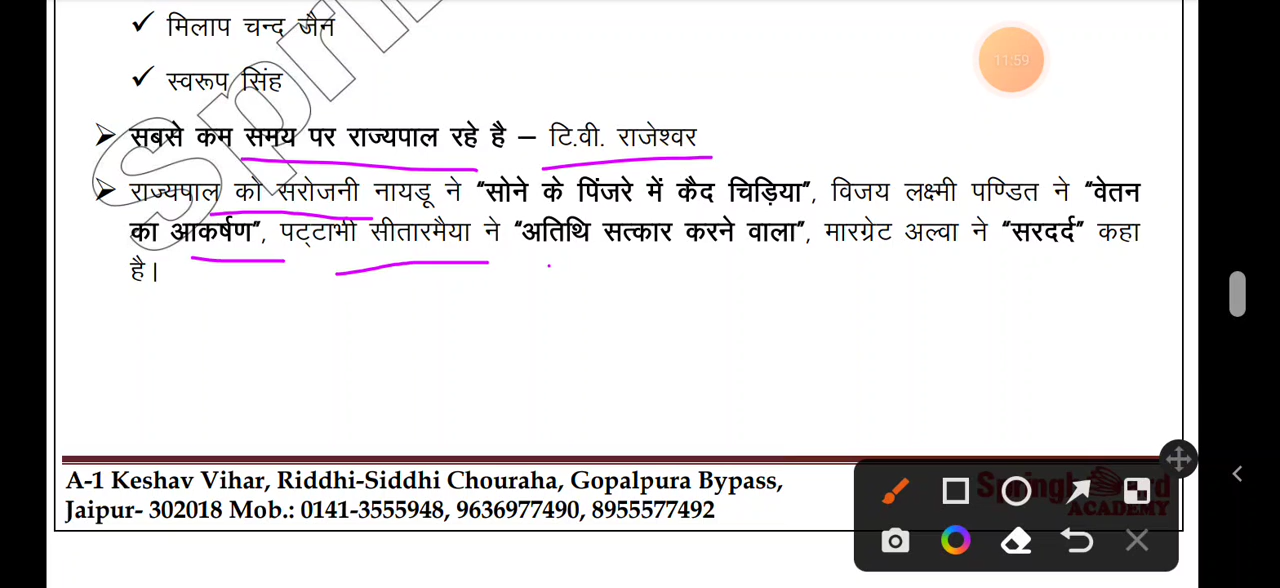 ✓ मिलाप चन्द जैन
✓ स्वरूप सिंह
➢ सबसे कम समय पर राज्यपाल रहे है – टि.वी. राजेश्वर
➢ राज्यपाल को सरोजनी नायडू ने "सोने के पिंजरे में कैद चिड़िया", विजय लक्ष्मी पण्डित ने "वेतन
का आकर्षण", पट्टाभी सीतारमैया ने "अतिथि सत्कार करने वाला", मारग्रेट अल्वा ने "सरदर्द" कहा
है।
11:59
A-1 Keshav Vihar, Riddhi-Siddhi Chouraha, Gopalpura Bypass,
Jaipur- 302018 Mob.: 0141-3555948, 9636977490, 8955577492
ACADEMY